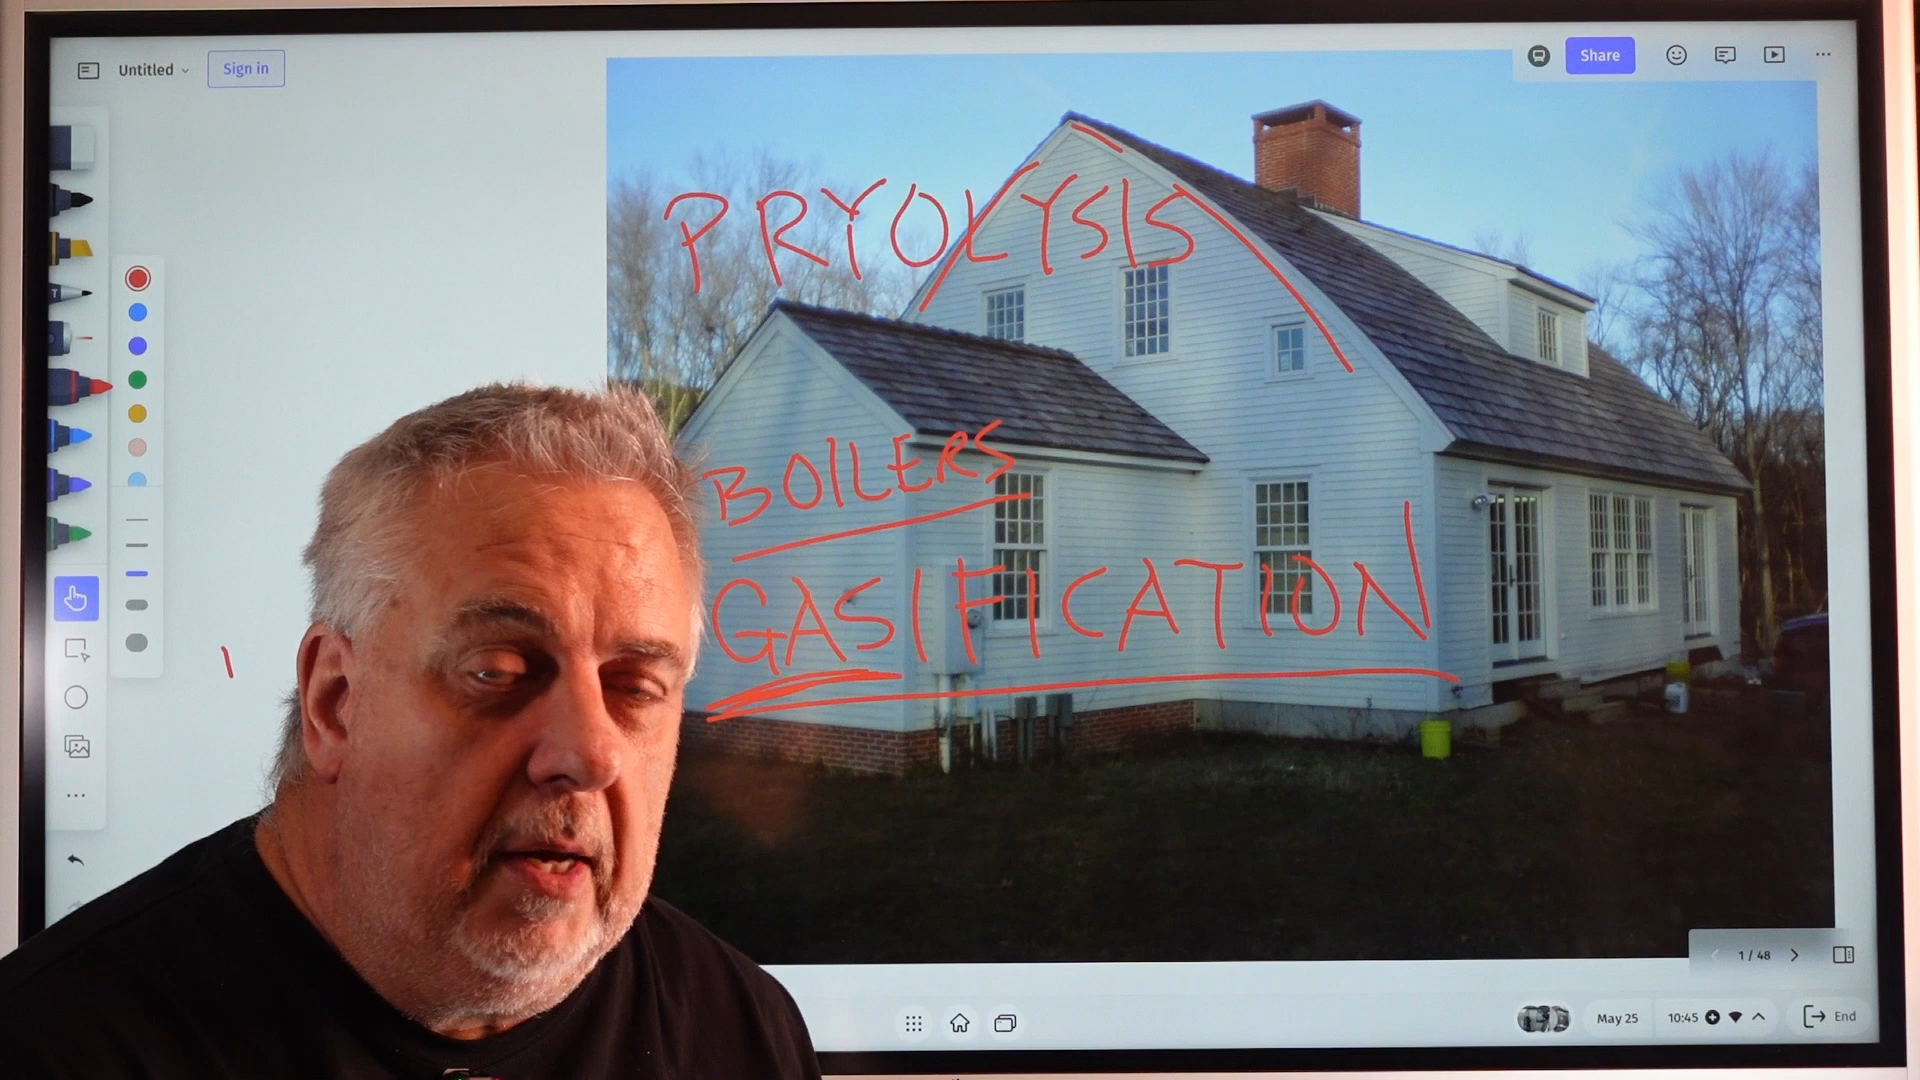 Untitled
Sign in
Share
PRYOLYSIS
BOILERS
GASIFICATION
1 / 48
May 25
10:45
End